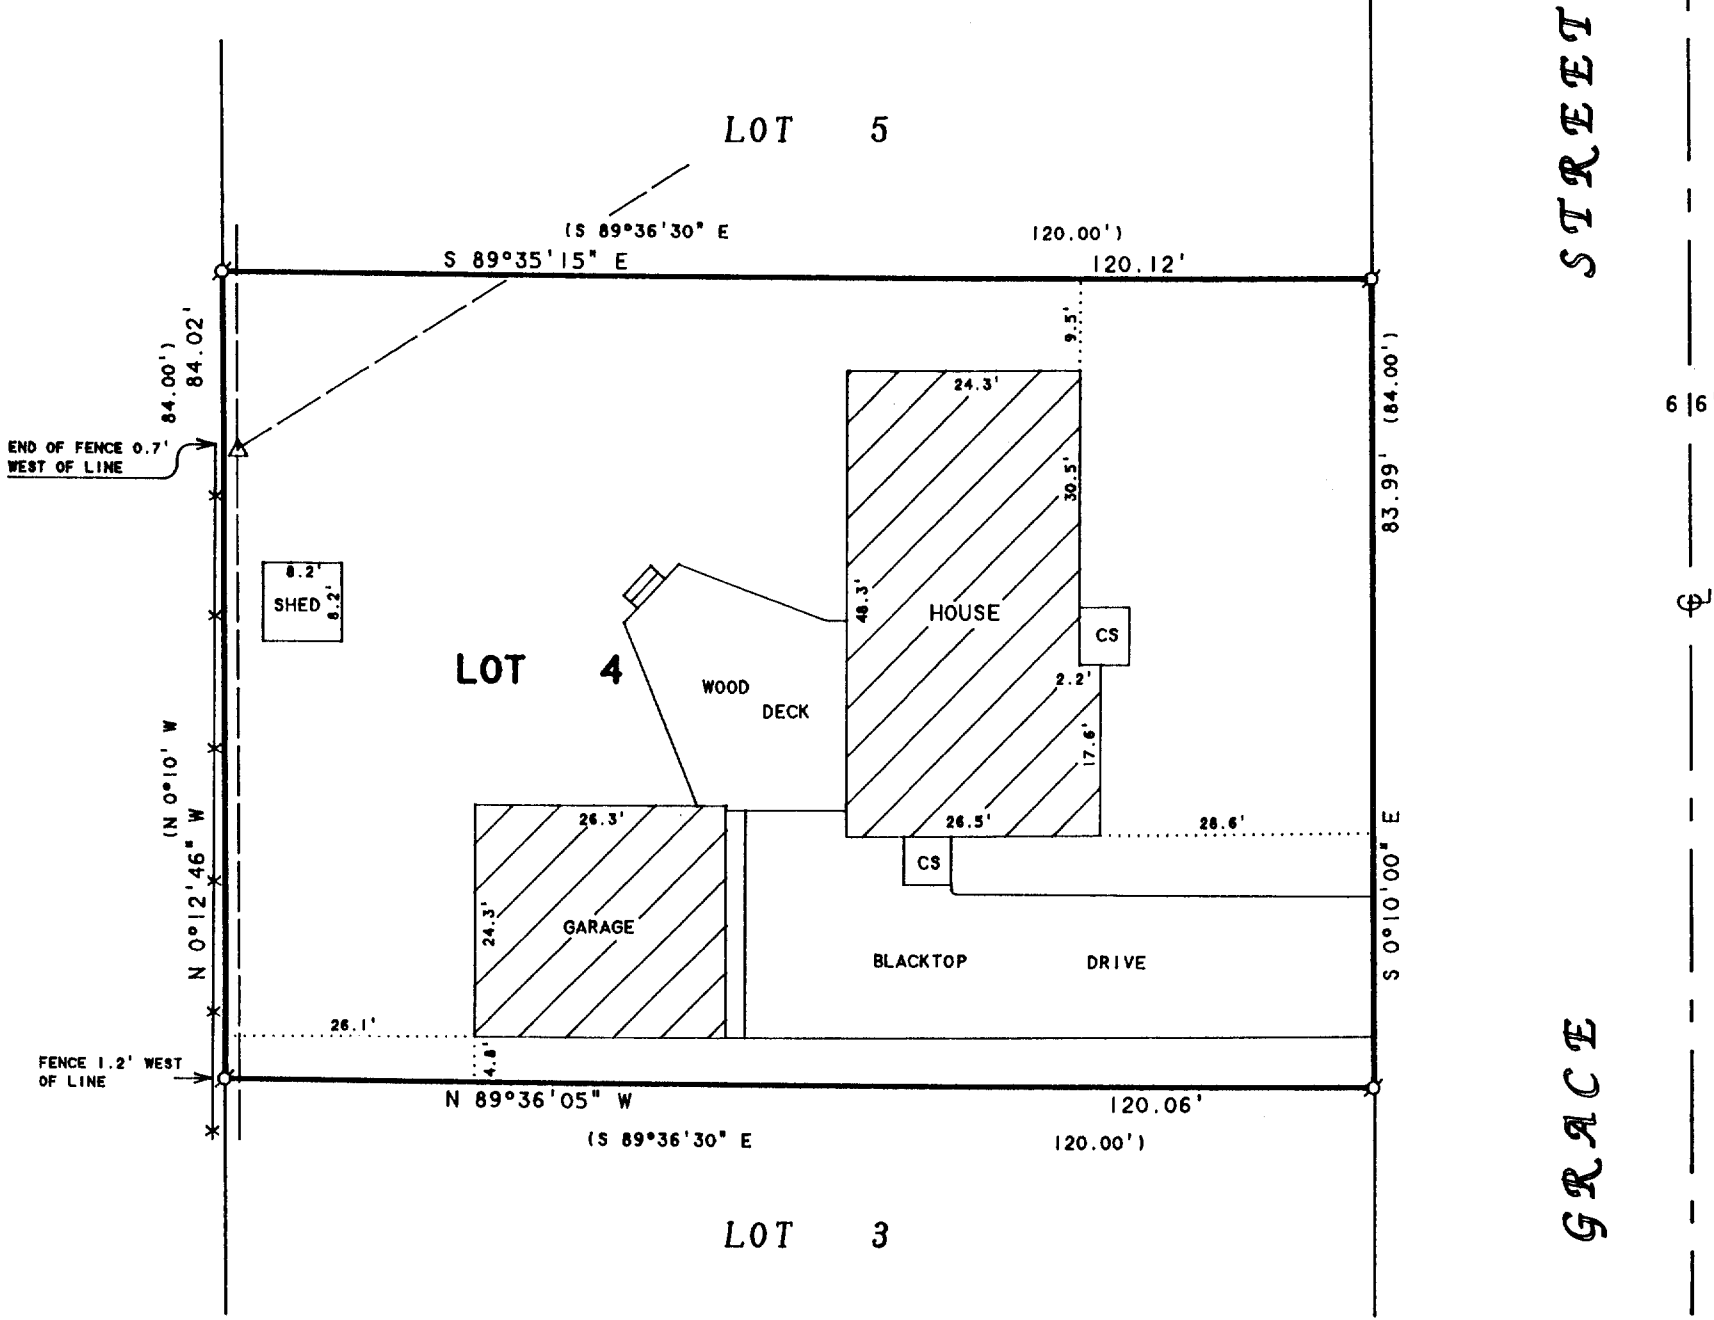 STREET
LOT 5
(S 89°36'30" E 120.00')
S 89°35'15" E 120.12'
84.00')
84.02'
9.5'
(84.00')
83.99'
24.3'
66
END OF FENCE 0.7'
WEST OF LINE
30.5'
8.2'
SHED
8.2'
48.3'
HOUSE
CS
LOT 4
WOOD
DECK
2.2'
17.6'
(N 0°10' W
N 0°12'46" W
26.3'
26.5'
28.6'
S 0°10'00" E
CS
24.3'
GARAGE
BLACKTOP DRIVE
26.1'
4.8'
FENCE 1.2' WEST
OF LINE
N 89°36'05" W 120.06'
(S 89°36'30" E 120.00')
GRACE
LOT 3